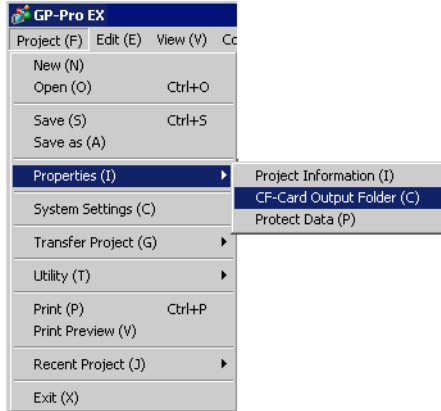 GP-Pro EX
Project (F) Edit (E) View (V) Co
New (N)
Open (O) Ctrl+O
Save (S) Ctrl+S
Save as (A)
Properties (I)
Project Information (I)
CF-Card Output Folder (C)
Protect Data (P)
System Settings (C)
Transfer Project (G)
Utility (T)
Print (P) Ctrl+P
Print Preview (V)
Recent Project (J)
Exit (X)